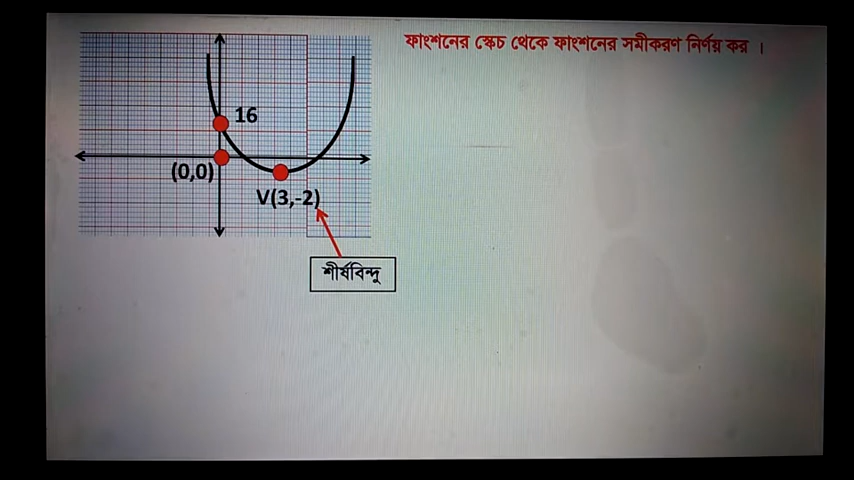 ফাংশনের স্কেচ থেকে ফাংশনের সমীকরণ নির্ণয় কর ।
16
(0,0)
V(3,-2)
শীর্ষবিন্দু